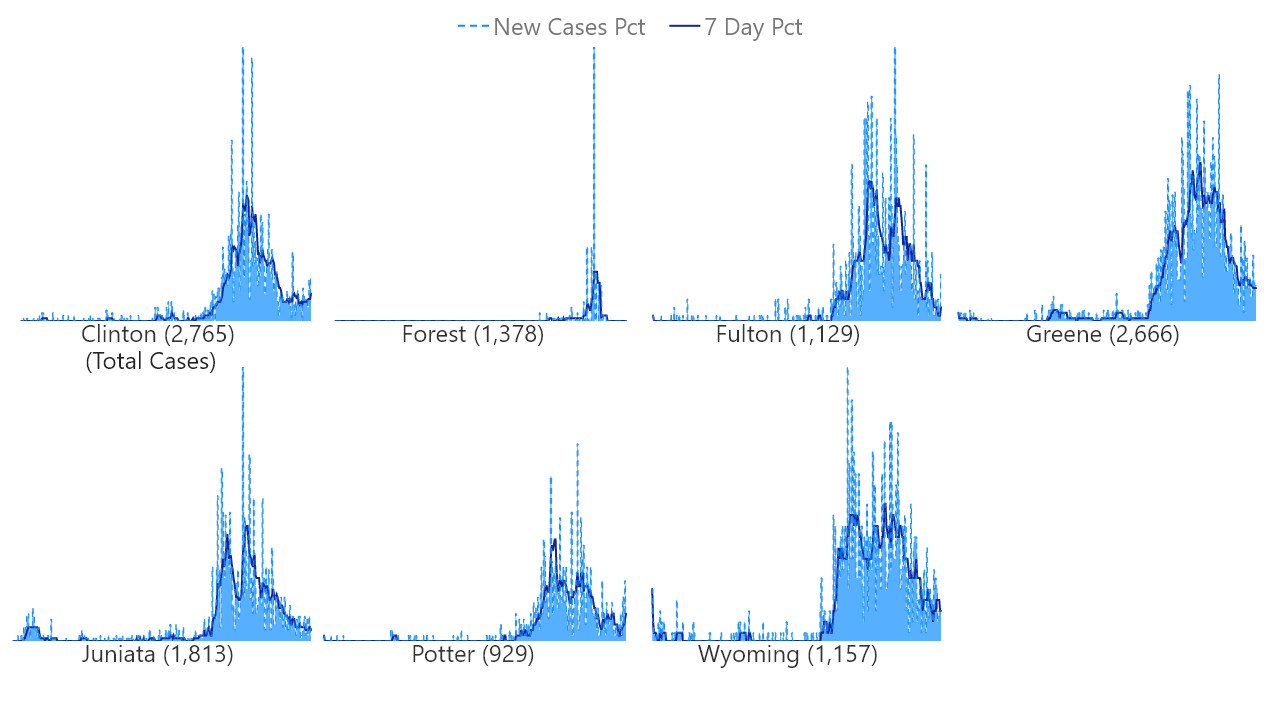 New Cases Pct 7 Day Pct
Clinton (2,765) Forest (1,378) Fulton (1,129) Greene (2,666)
(Total Cases)
Juniata (1,813) Potter (929) Wyoming (1,157)